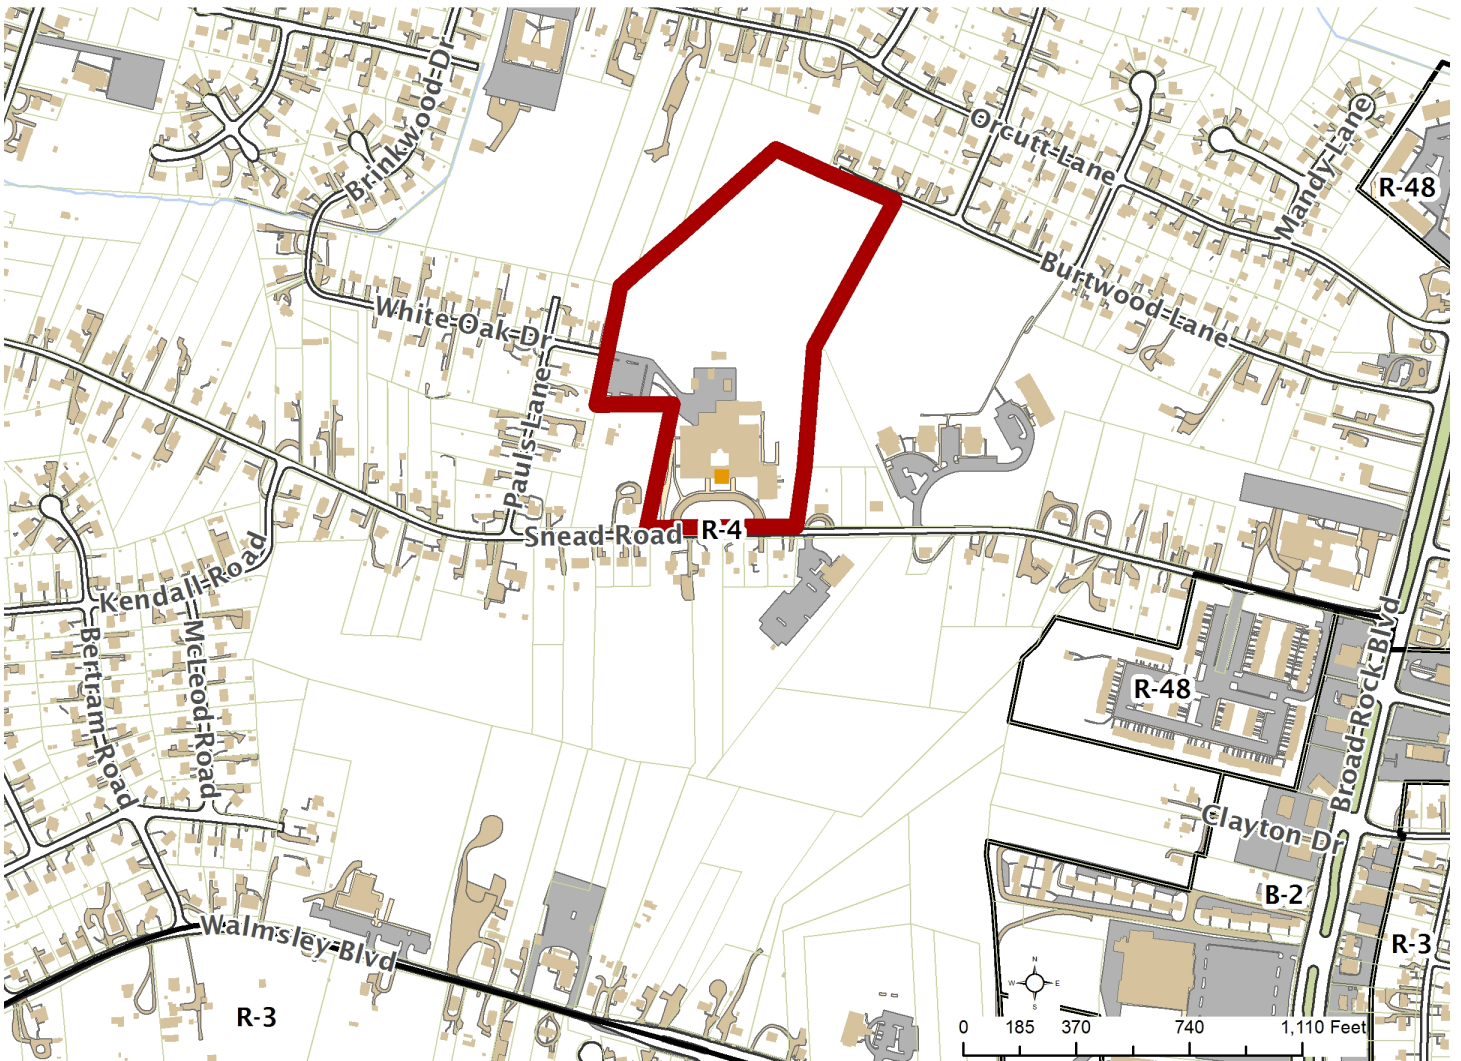 Brinkwood Dr
Orcutt Lane
Mandy Lane
R-48
Burtwood Lane
White Oak Dr
Pauls Lane
Snead Road
R-4
Kendall Road
McLeod Road
Bertram Road
R-48
Broad Rock Blvd
Clayton Dr
B-2
R-3
Walmsley Blvd
R-3
N
W E
S
0 185 370 740 1,110 Feet